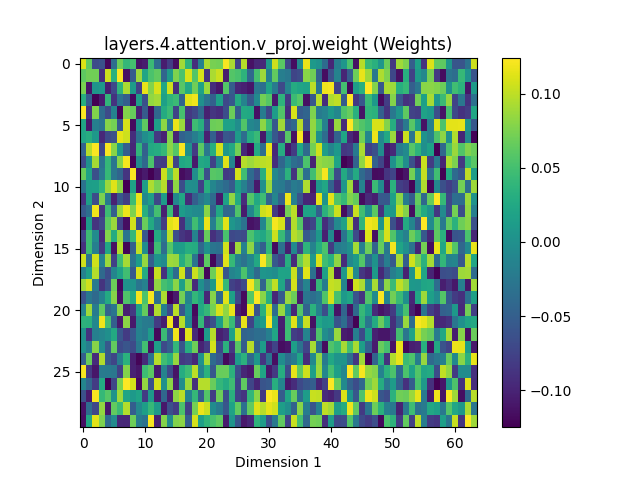 layers.4.attention.v_proj.weight (Weights)
0
5
10
15
20
25
Dimension 2
0 10 20 30 40 50 60
Dimension 1
0.10
0.05
0.00
−0.05
−0.10